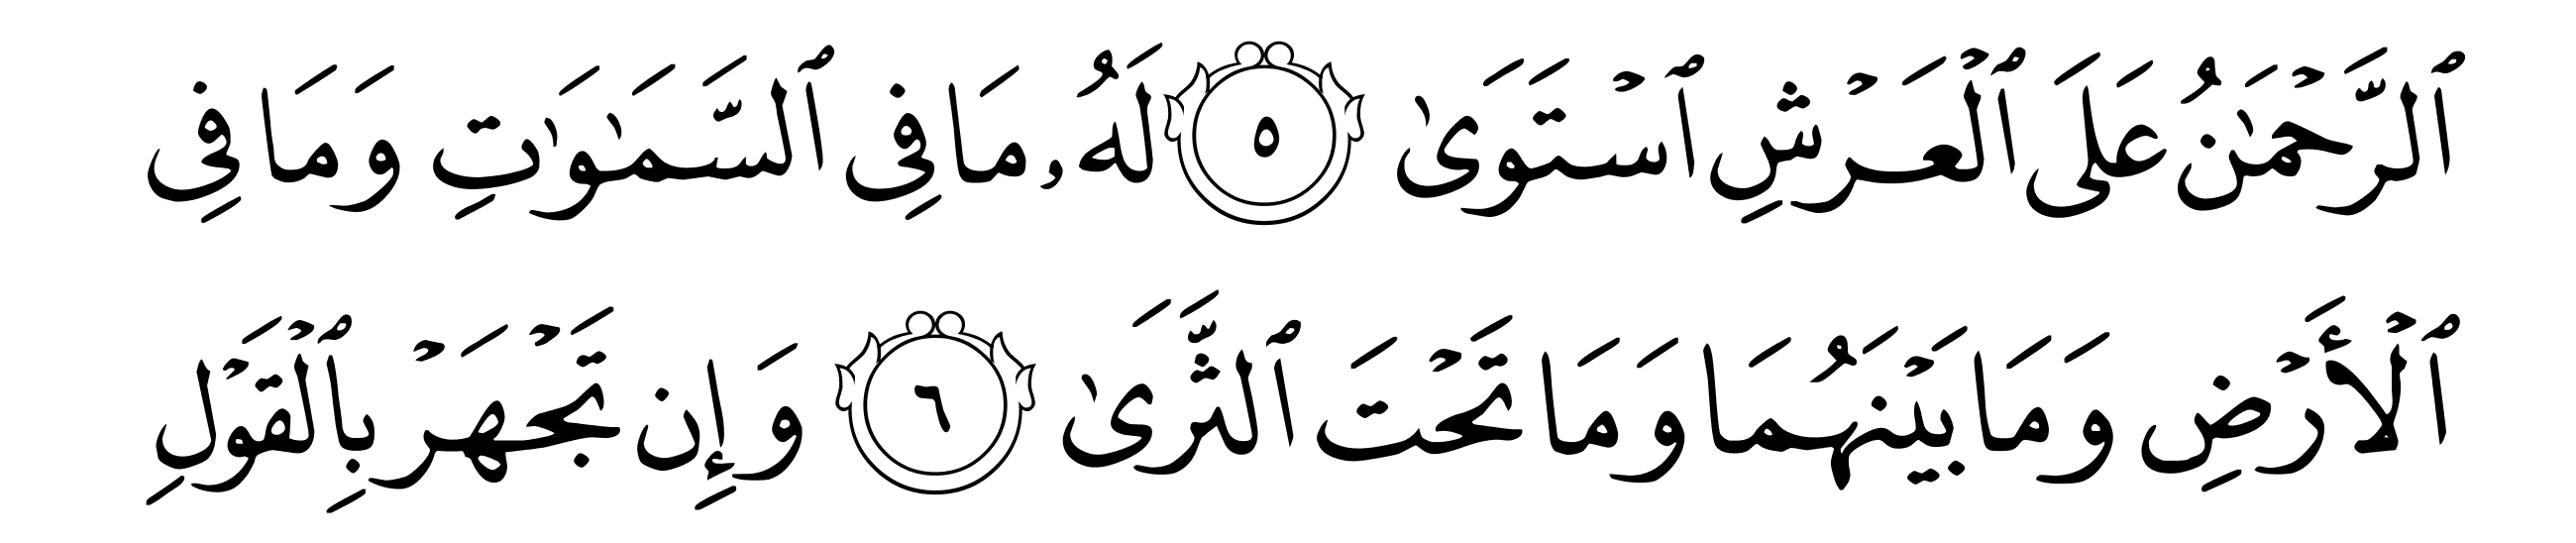 ٱلرَّحْمَـٰنُ عَلَى ٱلْعَرْشِ ٱسْتَوَىٰ ٥ لَهُۥ مَا فِى ٱلسَّمَـٰوَٰتِ وَمَا فِى
ٱلْأَرْضِ وَمَا بَيْنَهُمَا وَمَا تَحْتَ ٱلثَّرَىٰ ٦ وَإِن تَجْهَرْ بِٱلْقَوْلِ